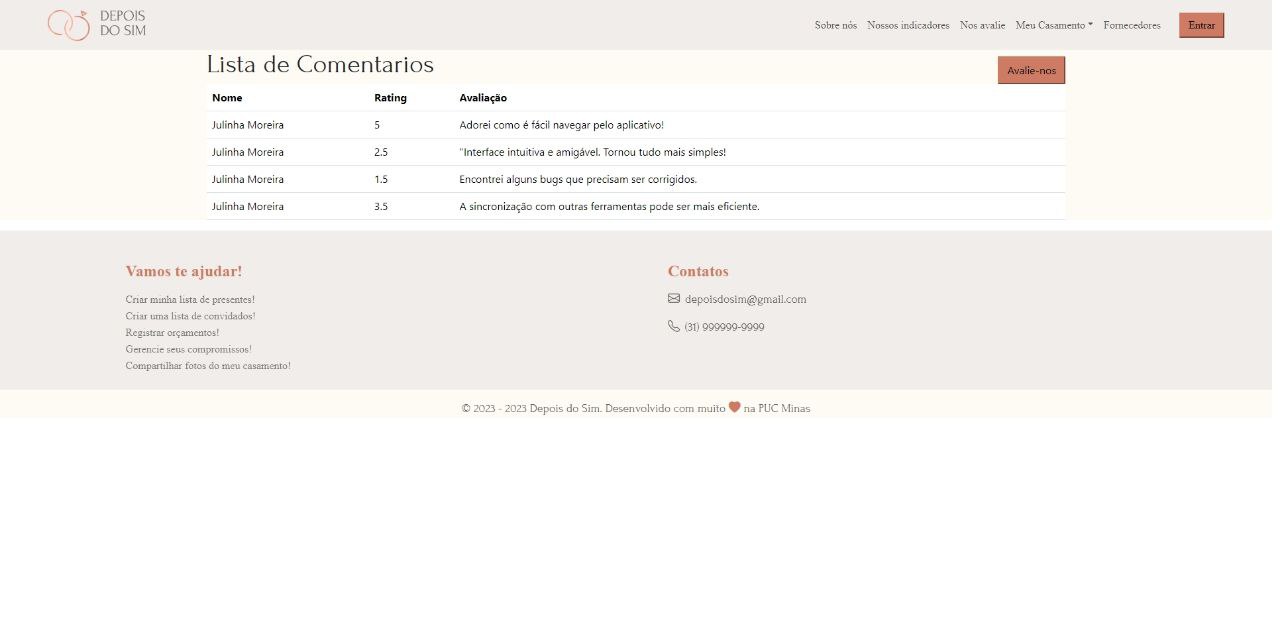 DEPOIS
DO SIM
Sobre nós Nossos indicadores Nos avalie Meu Casamento Fornecedores Entrar
Lista de Comentarios
Avalie-nos
Nome Rating Avaliação
Julinha Moreira 5 Adorei como é fácil navegar pelo aplicativo!
Julinha Moreira 2.5 "Interface intuitiva e amigável. Tornou tudo mais simples!
Julinha Moreira 1.5 Encontrei alguns bugs que precisam ser corrigidos.
Julinha Moreira 3.5 A sincronização com outras ferramentas pode ser mais eficiente.
Vamos te ajudar!
Criar minha lista de presentes!
Criar uma lista de convidados!
Registrar orçamentos!
Gerencie seus compromissos!
Compartilhar fotos do meu casamento!
Contatos
depoisdosim@gmail.com
(31) 999999-9999
© 2023 - 2023 Depois do Sim. Desenvolvido com muito ❤ na PUC Minas